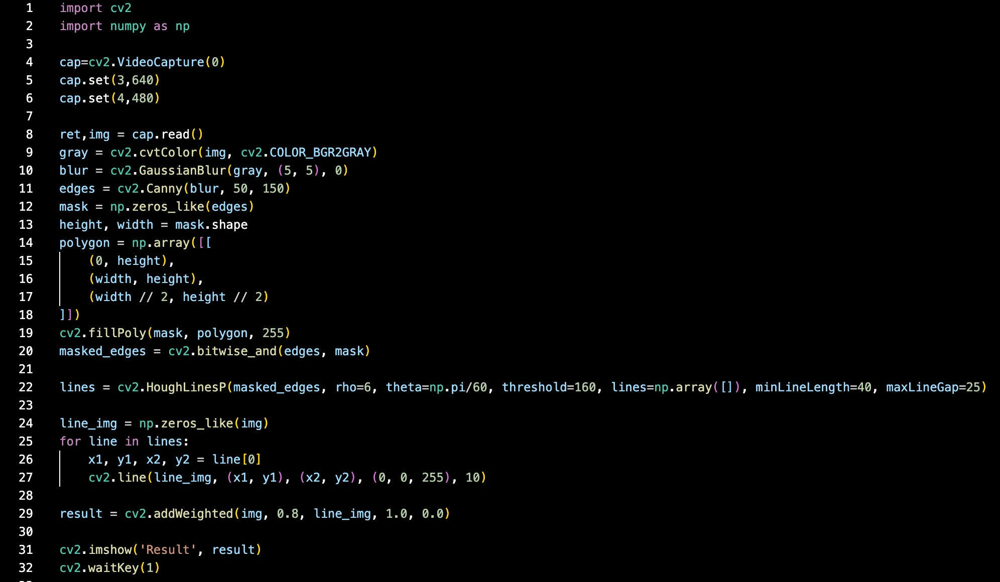 1 import cv2
2 import numpy as np
3
4 cap=cv2.VideoCapture(0)
5 cap.set(3,640)
6 cap.set(4,480)
7
8 ret,img = cap.read()
9 gray = cv2.cvtColor(img, cv2.COLOR_BGR2GRAY)
10 blur = cv2.GaussianBlur(gray, (5, 5), 0)
11 edges = cv2.Canny(blur, 50, 150)
12 mask = np.zeros_like(edges)
13 height, width = mask.shape
14 polygon = np.array([[
15     (0, height),
16     (width, height),
17     (width // 2, height // 2)
18 ]])
19 cv2.fillPoly(mask, polygon, 255)
20 masked_edges = cv2.bitwise_and(edges, mask)
21
22 lines = cv2.HoughLinesP(masked_edges, rho=6, theta=np.pi/60, threshold=160, lines=np.array([]), minLineLength=40, maxLineGap=25)
23
24 line_img = np.zeros_like(img)
25 for line in lines:
26     x1, y1, x2, y2 = line[0]
27     cv2.line(line_img, (x1, y1), (x2, y2), (0, 0, 255), 10)
28
29 result = cv2.addWeighted(img, 0.8, line_img, 1.0, 0.0)
30
31 cv2.imshow('Result', result)
32 cv2.waitKey(1)